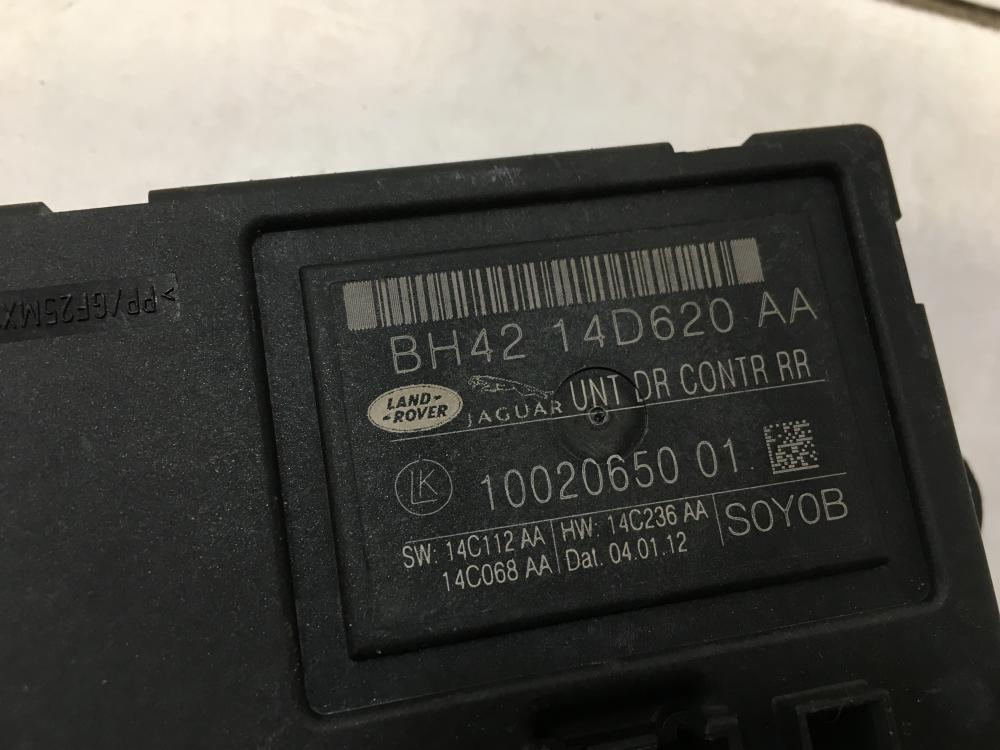 >PP/GF25MX
BH42 14D620 AA
LAND-
-ROVER
JAGUAR
UNT DR CONTR RR
LK
10020650 01
SW: 14C112 AA
14C068 AA
HW: 14C236 AA
Dat. 04.01.12
SOYOB